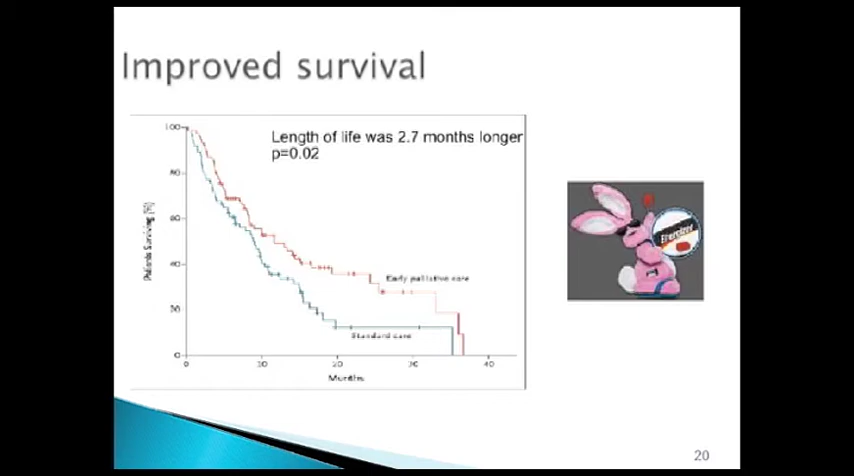 Improved survival
Length of life was 2.7 months longer
p=0.02
100
80
60
40
20
0
Patients Surviving (%)
Early palliative care
Standard care
0 10 20 30 40
Months
Energizer
20